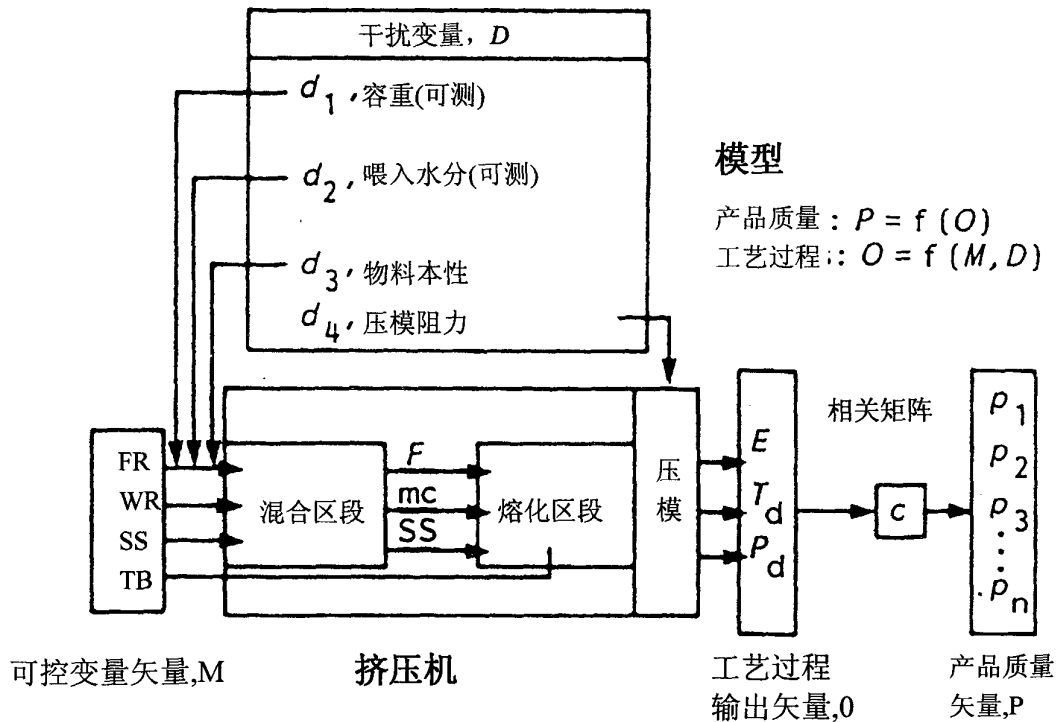 干扰变量，D
d1，容重(可测)
d2，喂入水分(可测)
d3，物料本性
d4，压模阻力
模型
产品质量：P = f (O)
工艺过程：O = f (M, D)
FR
WR
SS
TB
混合区段
F
mc
SS
熔化区段
压模
E
Td
Pd
相关矩阵
c
p1
p2
p3
pn
可控变量矢量,M
挤压机
工艺过程
输出矢量,0
产品质量
矢量,P